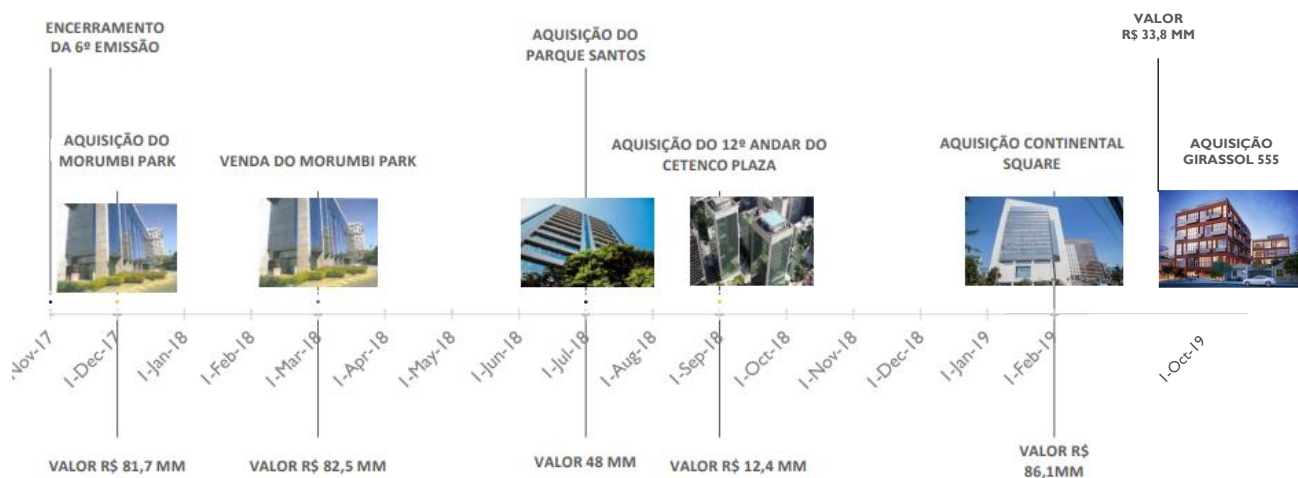 ENCERRAMENTO
DA 6º EMISSÃO
AQUISIÇÃO DO
PARQUE SANTOS
VALOR
R$ 33,8 MM
AQUISIÇÃO DO
MORUMBI PARK
VENDA DO MORUMBI PARK
AQUISIÇÃO DO 12º ANDAR DO
CETENCO PLAZA
AQUISIÇÃO CONTINENTAL
SQUARE
AQUISIÇÃO
GIRASSOL 555
Nov-17
1-Dec-17
1-Jan-18
1-Feb-18
1-Mar-18
1-Apr-18
1-May-18
1-Jun-18
1-Jul-18
1-Aug-18
1-Sep-18
1-Oct-18
1-Nov-18
1-Dec-18
1-Jan-19
1-Feb-19
1-Oct-19
VALOR R$ 81,7 MM
VALOR R$ 82,5 MM
VALOR 48 MM
VALOR R$ 12,4 MM
VALOR R$
86,1MM